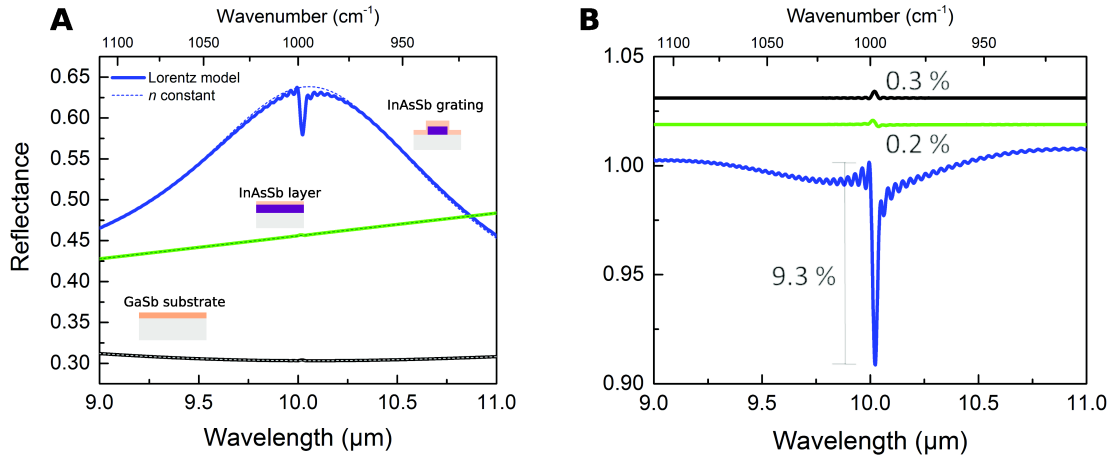 A
Wavenumber (cm-1)
1100 1050 1000 950
0.65
0.60
0.55
0.50
0.45
0.40
0.35
0.30
Reflectance
Lorentz model
n constant
InAsSb grating
InAsSb layer
GaSb substrate
9.0 9.5 10.0 10.5 11.0
Wavelength (μm)
B
Wavenumber (cm-1)
1100 1050 1000 950
1.05
1.00
0.95
0.90
0.3 %
0.2 %
9.3 %
9.0 9.5 10.0 10.5 11.0
Wavelength (μm)